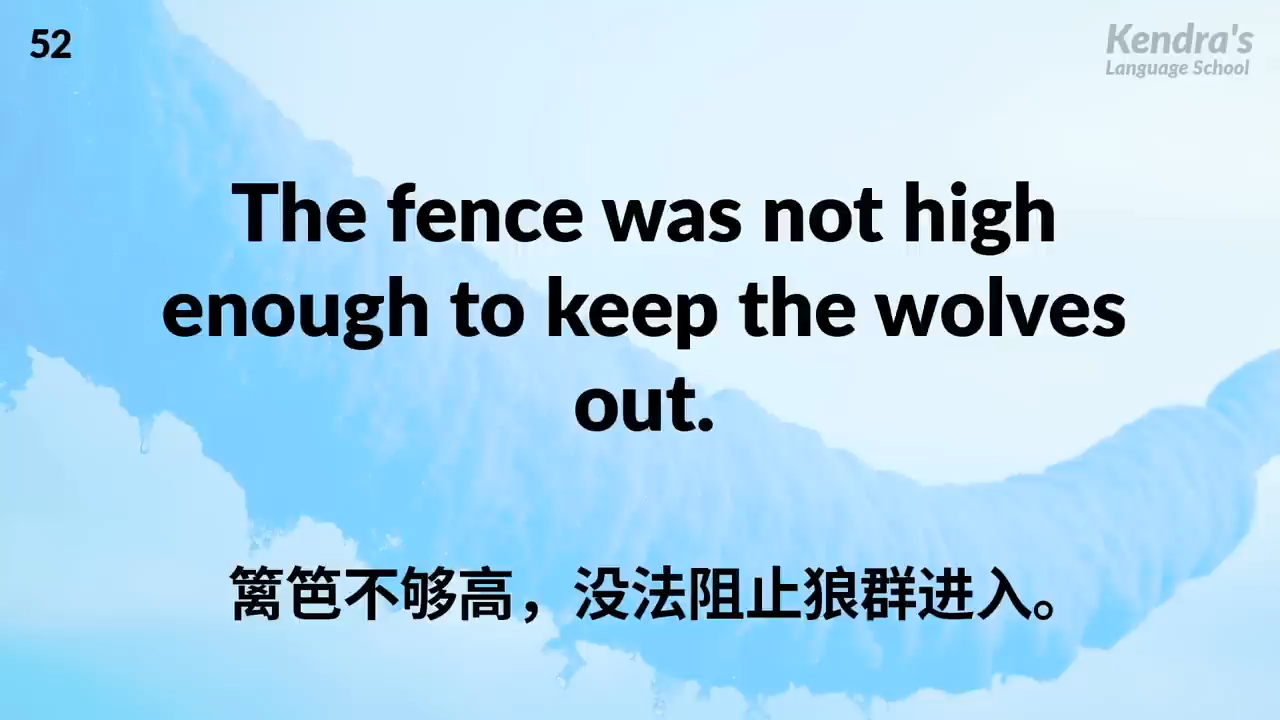 52
Kendra's
Language School
The fence was not high
enough to keep the wolves
out.
篱笆不够高，没法阻止狼群进入。